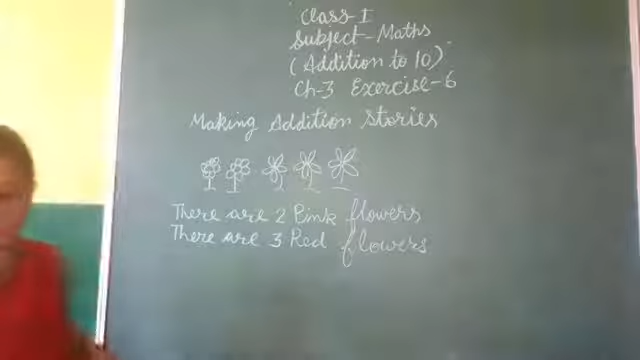 Class-I
Subject-Maths
(Addition to 10)
Ch-3 Exercise-6
Making Addition Stories
There are 2 Pink flowers
There are 3 Red flowers